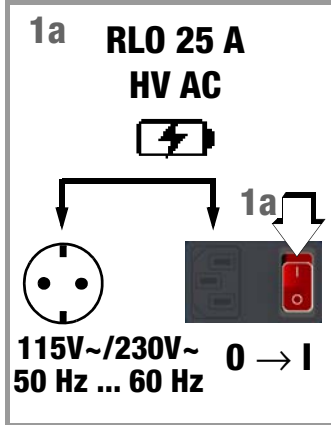 1a
RLO 25 A
HV AC
1a
I
O
115V~/230V~
50 Hz ... 60 Hz
0 → I